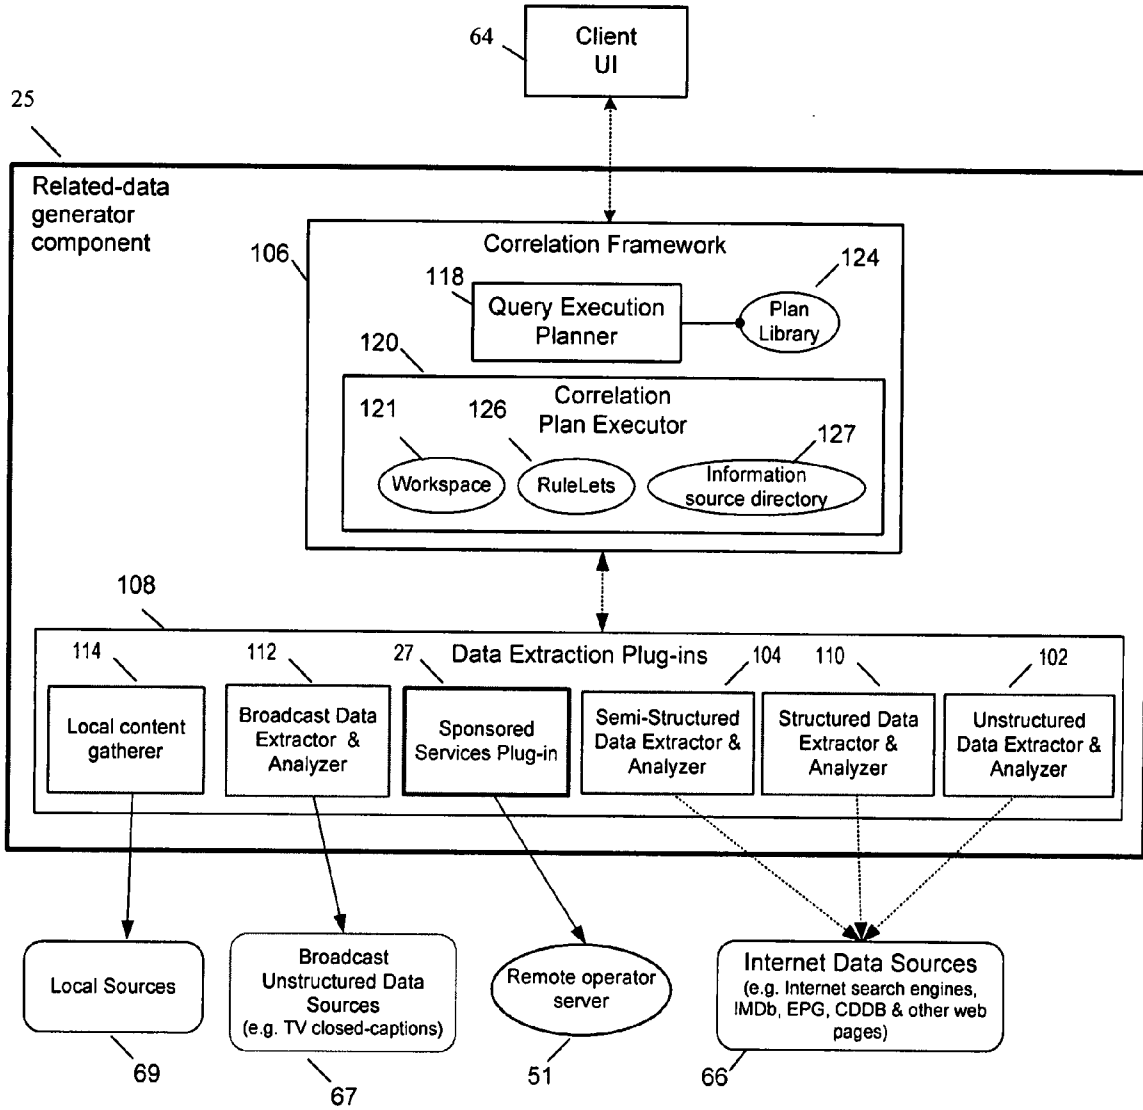 64
Client
UI
25
Related-data
generator
component
106
Correlation Framework
118
124
Query Execution
Planner
Plan
Library
120
Correlation
Plan Executor
121
126
127
Workspace
RuleLets
Information
source directory
108
Data Extraction Plug-ins
114
112
27
104
110
102
Local content
gatherer
Broadcast Data
Extractor &
Analyzer
Sponsored
Services Plug-in
Semi-Structured
Data Extractor &
Analyzer
Structured Data
Extractor &
Analyzer
Unstructured
Data Extractor &
Analyzer
Local Sources
Broadcast
Unstructured Data
Sources
(e.g. TV closed-captions)
Remote operator
server
Internet Data Sources
(e.g. Internet search engines,
IMDb, EPG, CDDB & other web
pages)
69
67
51
66